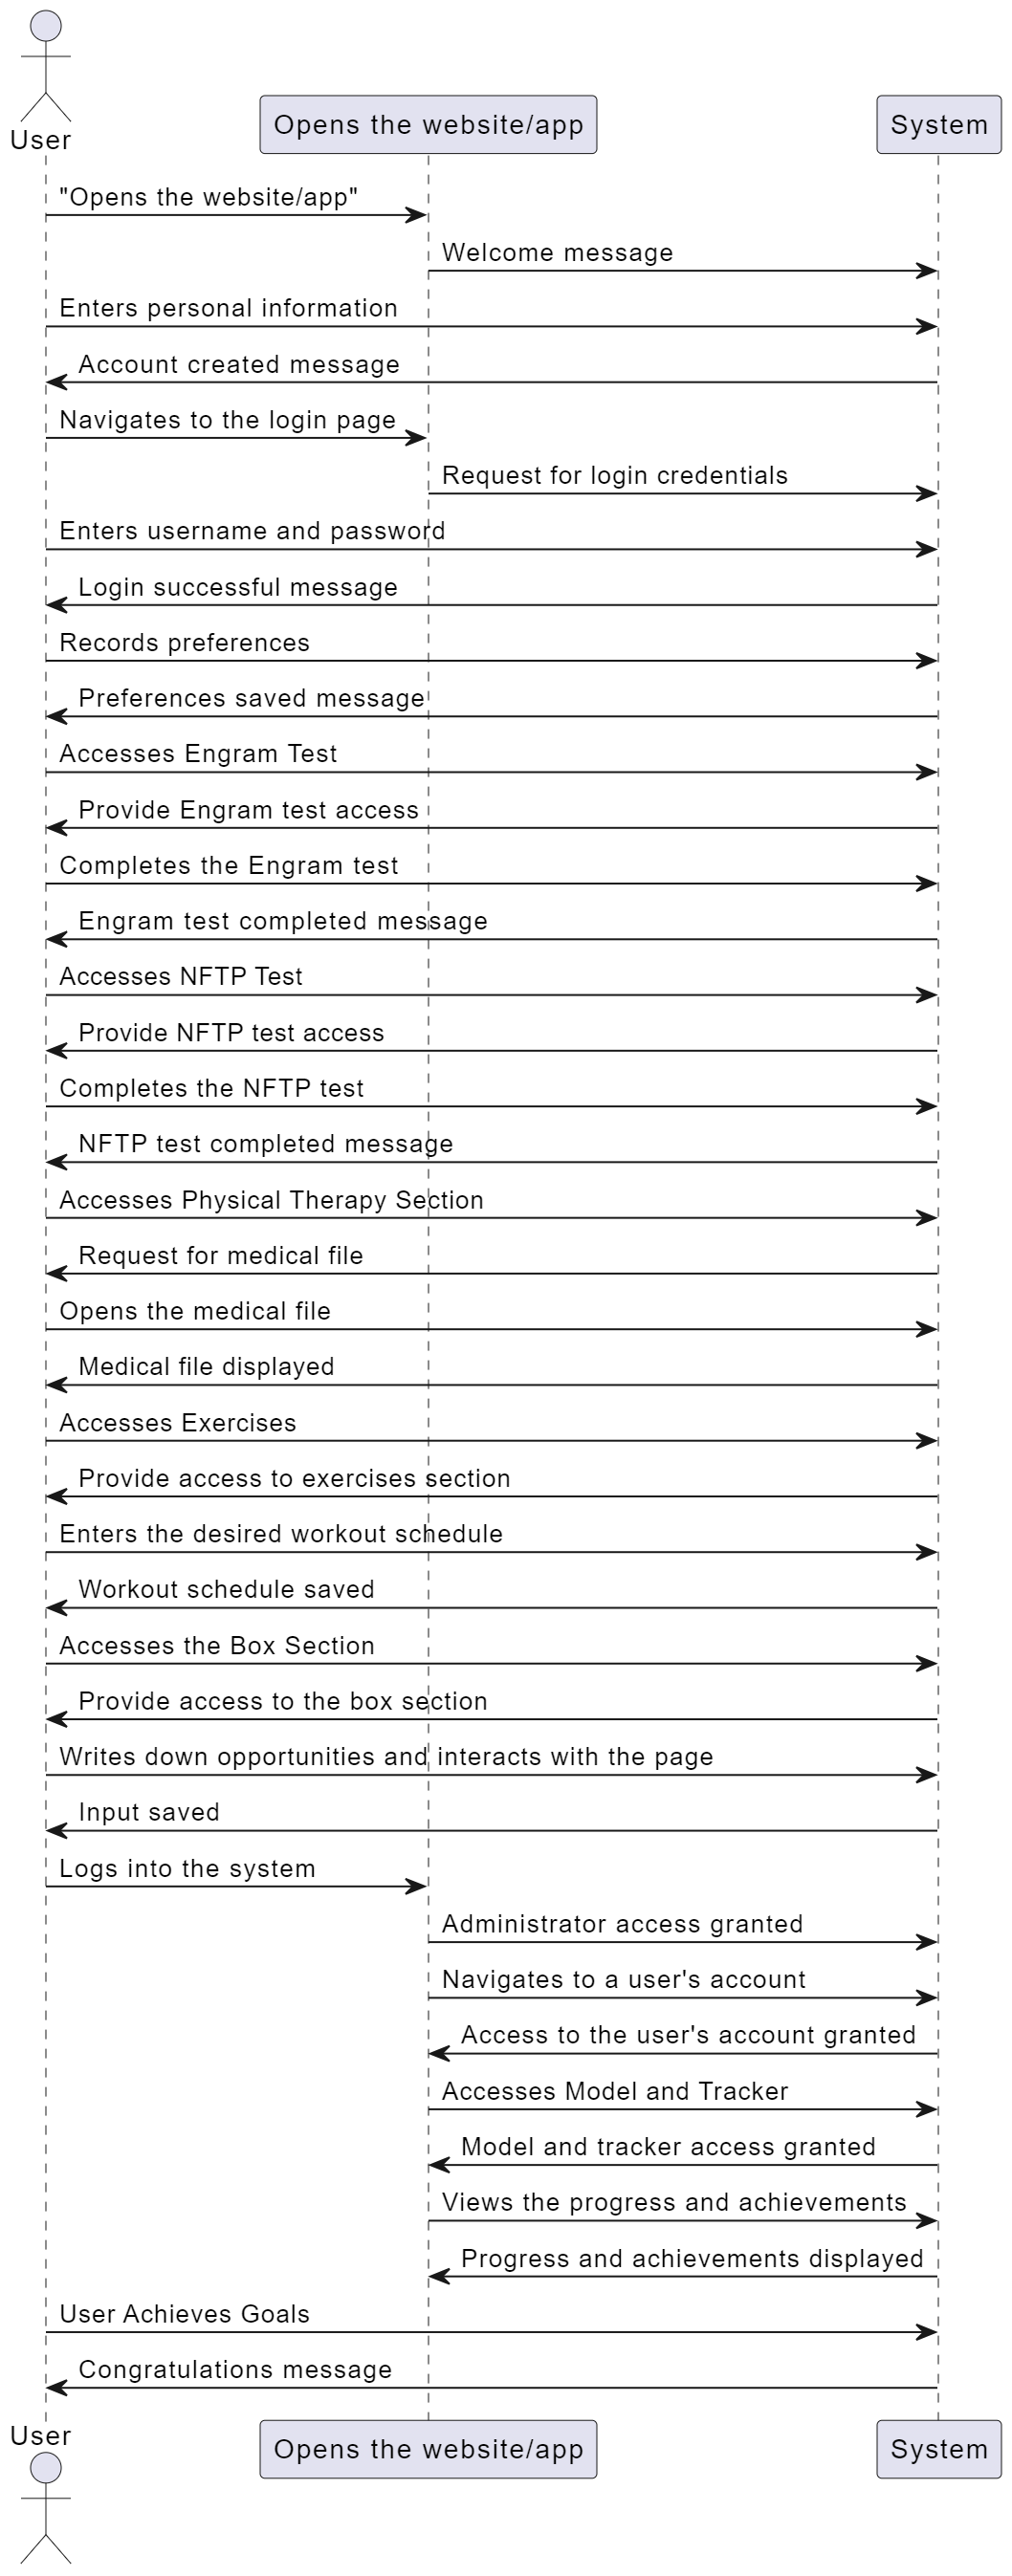 User
Opens the website/app
System
"Opens the website/app"
Welcome message
Enters personal information
Account created message
Navigates to the login page
Request for login credentials
Enters username and password
Login successful message
Records preferences
Preferences saved message
Accesses Engram Test
Provide Engram test access
Completes the Engram test
Engram test completed message
Accesses NFTP Test
Provide NFTP test access
Completes the NFTP test
NFTP test completed message
Accesses Physical Therapy Section
Request for medical file
Opens the medical file
Medical file displayed
Accesses Exercises
Provide access to exercises section
Enters the desired workout schedule
Workout schedule saved
Accesses the Box Section
Provide access to the box section
Writes down opportunities and interacts with the page
Input saved
Logs into the system
Administrator access granted
Navigates to a user's account
Access to the user's account granted
Accesses Model and Tracker
Model and tracker access granted
Views the progress and achievements
Progress and achievements displayed
User Achieves Goals
Congratulations message
User
Opens the website/app
System